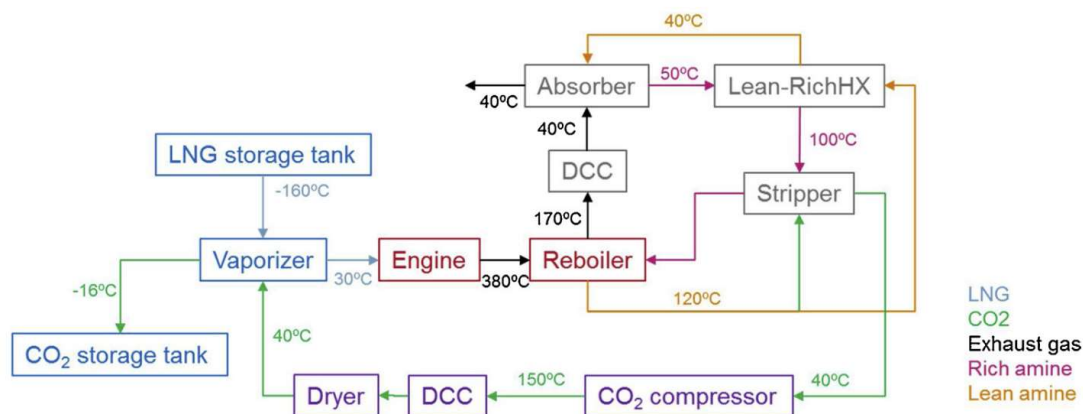 40ºC
Absorber
50ºC
Lean-RichHX
40ºC
40ºC
100ºC
LNG storage tank
DCC
-160ºC
Stripper
170ºC
Vaporizer
30ºC
Engine
380ºC
Reboiler
-16ºC
120ºC
LNG
CO2
Exhaust gas
Rich amine
Lean amine
40ºC
CO₂ storage tank
150ºC
40ºC
Dryer
DCC
CO₂ compressor